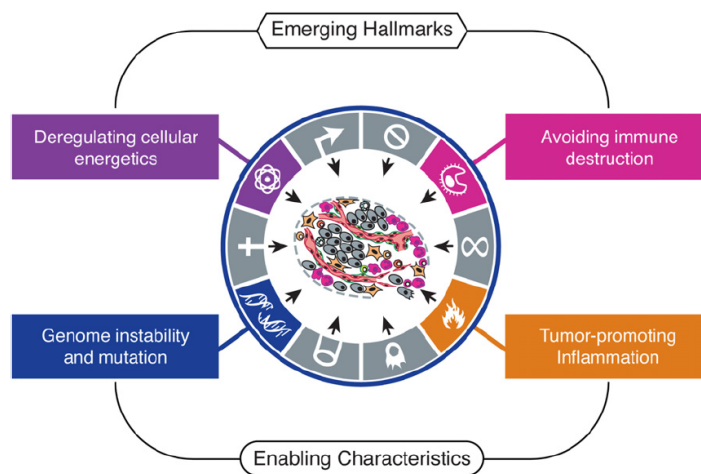 Emerging Hallmarks
Deregulating cellular
energetics
Avoiding immune
destruction
Genome instability
and mutation
Tumor-promoting
Inflammation
Enabling Characteristics